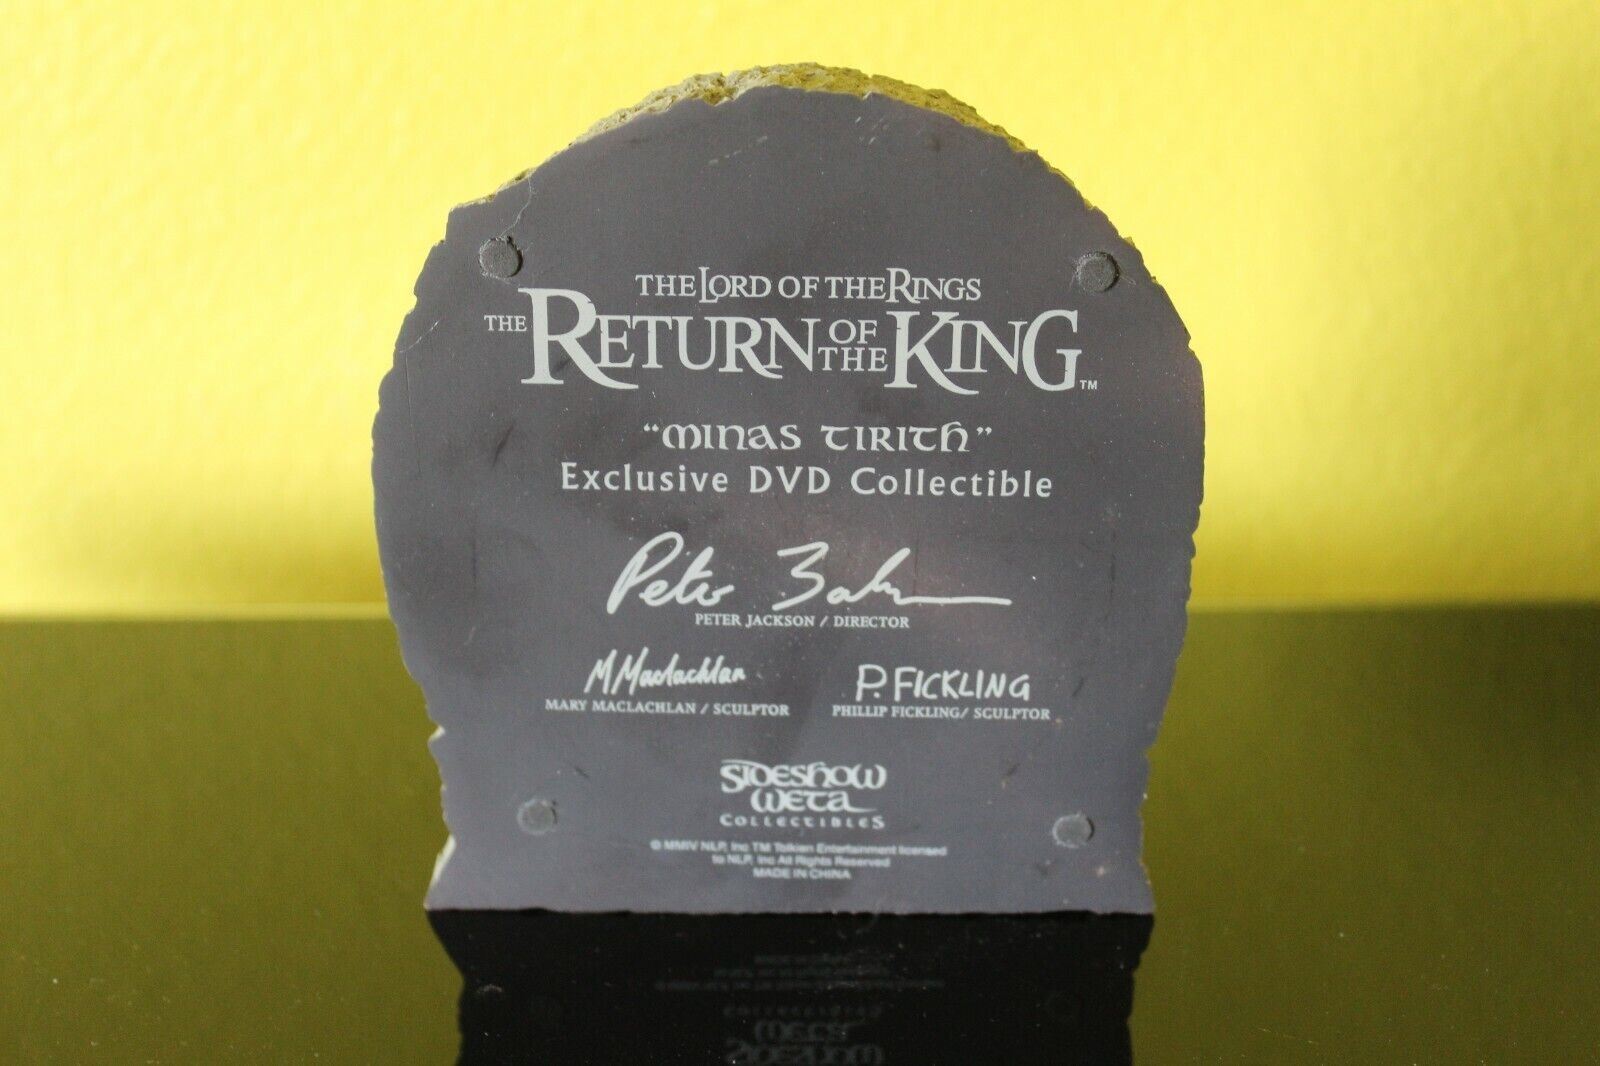 THE LORD OF THE RINGS
THE RETURN OF THE KING™
"MINAS TIRITH"
Exclusive DVD Collectible
Peter Jackson
PETER JACKSON / DIRECTOR
M Maclachlan
MARY MACLACHLAN / SCULPTOR
P. FICKLING
PHILLIP FICKLING/ SCULPTOR
SIDESHOW
WETA
COLLECTIBLES
© MMIV NLP, Inc TM Tolkien Entertainment licensed
to NLP, Inc All Rights Reserved
MADE IN CHINA